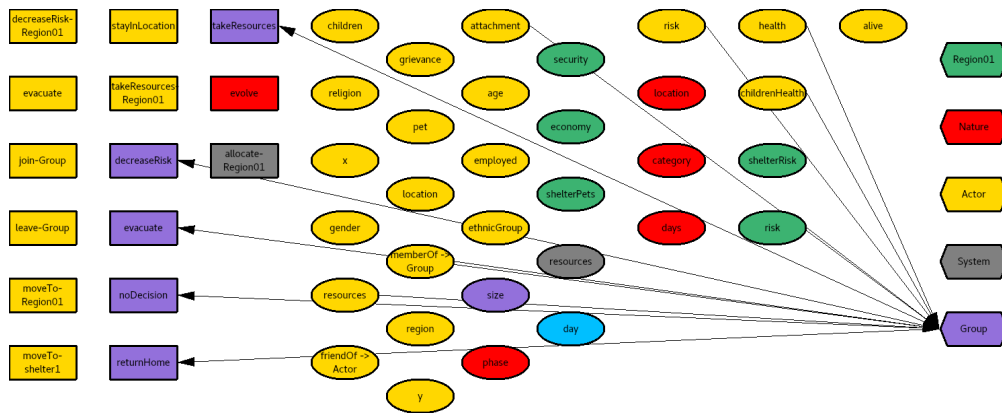 decreaseRisk-
Region01
stayInLocation
takeResources
children
attachment
risk
health
alive
grievance
security
Region01
evacuate
takeResources-
Region01
evolve
religion
age
location
childrenHealth
pet
economy
Nature
join-Group
decreaseRisk
allocate-
Region01
x
employed
category
shelterRisk
location
shelterPets
Actor
leave-Group
evacuate
gender
ethnicGroup
days
risk
memberOf ->
Group
resources
System
moveTo-
Region01
noDecision
resources
size
region
day
Group
moveTo-
shelter1
returnHome
friendOf ->
Actor
phase
y